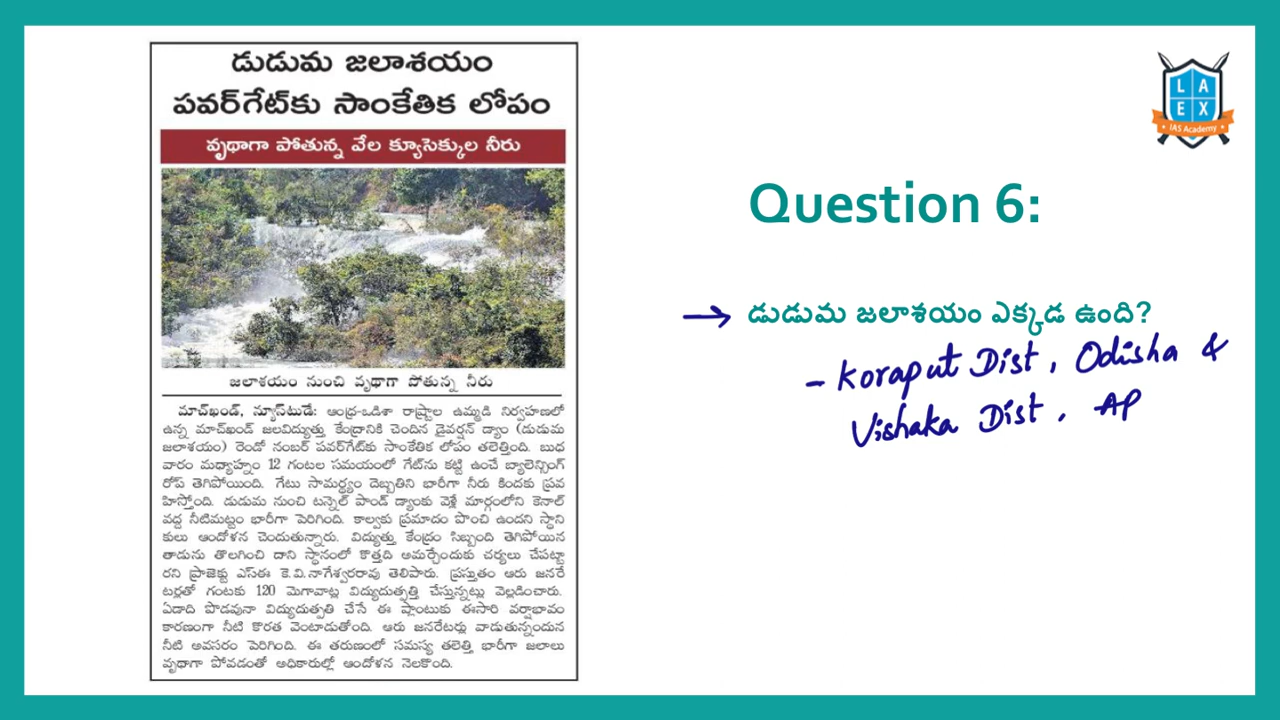 డుడుమ జలాశయం
పవర్‌గేట్‌కు సాంకేతిక లోపం
వృథాగా పోతున్న వేల క్యూసెక్కుల నీరు
జలాశయం నుంచి వృథాగా పోతున్న నీరు
మాచ్‌ఖండ్, న్యూస్‌టుడే: ఆంధ్ర-ఒడిశా రాష్ట్రాల ఉమ్మడి నిర్వహణలో
ఉన్న మాచ్‌ఖండ్ జలవిద్యుత్తు కేంద్రానికి చెందిన డైవర్షన్ డ్యాం (డుడుమ
జలాశయం) రెండో నంబర్ పవర్‌గేట్‌కు సాంకేతిక లోపం తలెత్తింది. బుధ
వారం మధ్యాహ్నం 12 గంటల సమయంలో గేట్‌ను కట్టి ఉంచే బ్యాలెన్సింగ్
రోప్ తెగిపోయింది. గేటు సామర్థ్యం దెబ్బతిని భారీగా నీరు కిందకు ప్రవ
హిస్తోంది. డుడుమ నుంచి టన్నెల్ పాండ్ డ్యాంకు వెళ్లే మార్గంలోని కెనాల్
వద్ద నీటిమట్టం భారీగా పెరిగింది. కాల్వకు ప్రమాదం పొంచి ఉందని స్థాని
కులు ఆందోళన చెందుతున్నారు. విద్యుత్తు కేంద్రం సిబ్బంది తెగిపోయిన
తాడును తొలగించి దాని స్థానంలో కొత్తది అమర్చేందుకు చర్యలు చేపట్టా
రని ప్రాజెక్టు ఎస్ఈ కె.వి.నాగేశ్వరరావు తెలిపారు. ప్రస్తుతం ఆరు జనరే
టర్లతో గంటకు 120 మెగావాట్ల విద్యుదుత్పత్తి చేస్తున్నట్లు వెల్లడించారు.
ఏడాది పొడవునా విద్యుదుత్పతి చేసే ఈ ప్లాంటుకు ఈసారి వర్షాభావం
కారణంగా నీటి కొరత వెంటాడుతోంది. ఆరు జనరేటర్లు వాడుతున్నందున
నీటి అవసరం పెరిగింది. ఈ తరుణంలో సమస్య తలెత్తి భారీగా జలాలు
వృథాగా పోవడంతో అధికారుల్లో ఆందోళన నెలకొంది.
L A
E X
IAS Academy
Question 6:
→ డుడుమ జలాశయం ఎక్కడ ఉంది?
- Koraput Dist, Odisha &
Vishaka Dist, AP